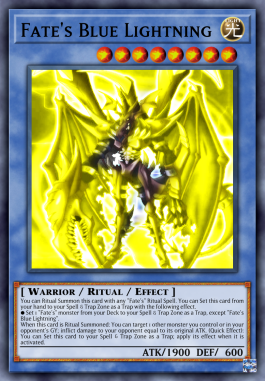 FATE'S BLUE LIGHTNING
LIGHT
光
[ WARRIOR / RITUAL / EFFECT ]
You can Ritual Summon this card with any "Fate's" Ritual Spell. You can Set this card from
your hand to your Spell & Trap Zone as a Trap with the following effect.
●Set 1 "Fate's" monster from your Deck to your Spell & Trap Zone as a Trap, except "Fate's
Blue Lightning".
When this card is Ritual Summoned: You can target 1 other monster you control or in your
opponent's GY; inflict damage to your opponent equal to its original ATK. (Quick Effect):
You can Set this card to your Spell & Trap Zone as a Trap; apply its effect when it is
activated.
ATK/1900 DEF/ 600